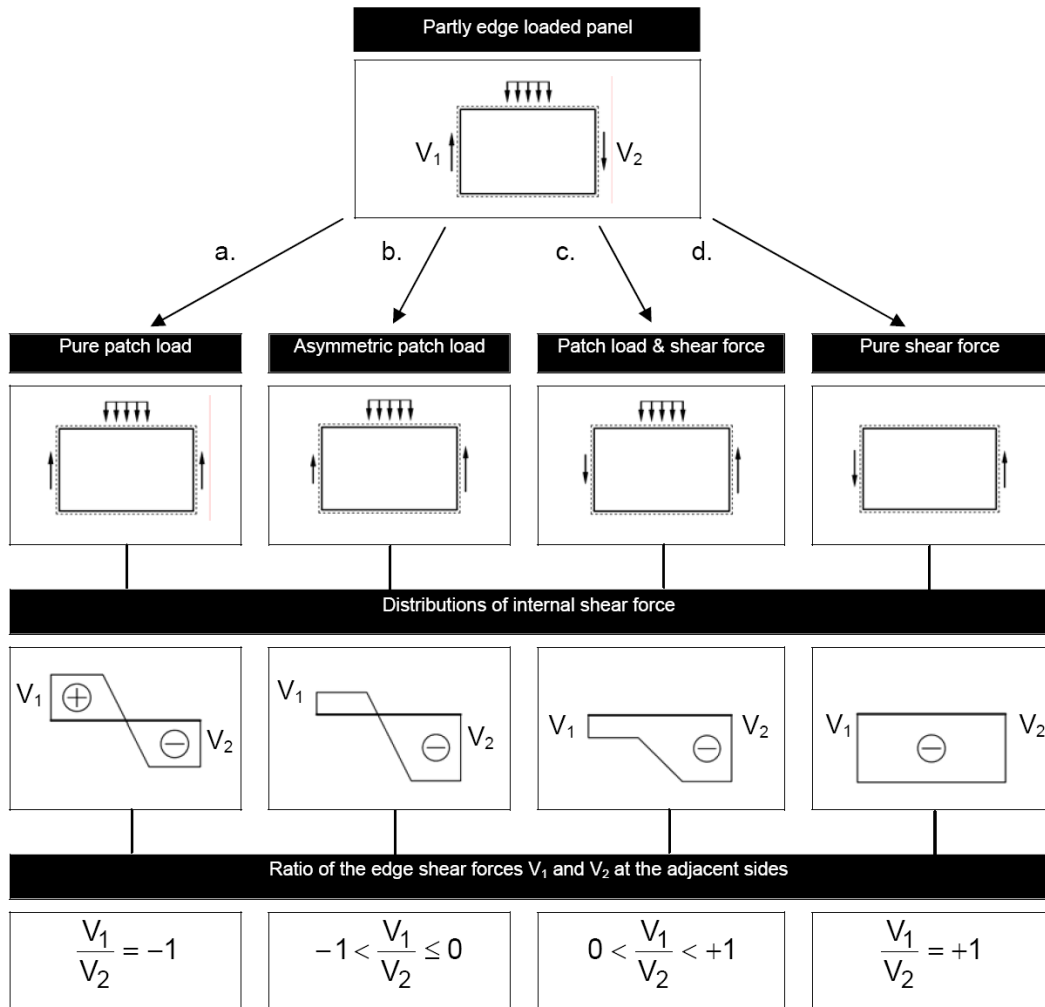 Partly edge loaded panel
V₁ V₂
a. b. c. d.
Pure patch load Asymmetric patch load Patch load & shear force Pure shear force
Distributions of internal shear force
V₁ + − V₂ V₁ − V₂ V₁ − V₂ V₁ − V₂
Ratio of the edge shear forces V₁ and V₂ at the adjacent sides
V₁/V₂ = −1 −1 < V₁/V₂ ≤ 0 0 < V₁/V₂ < +1 V₁/V₂ = +1